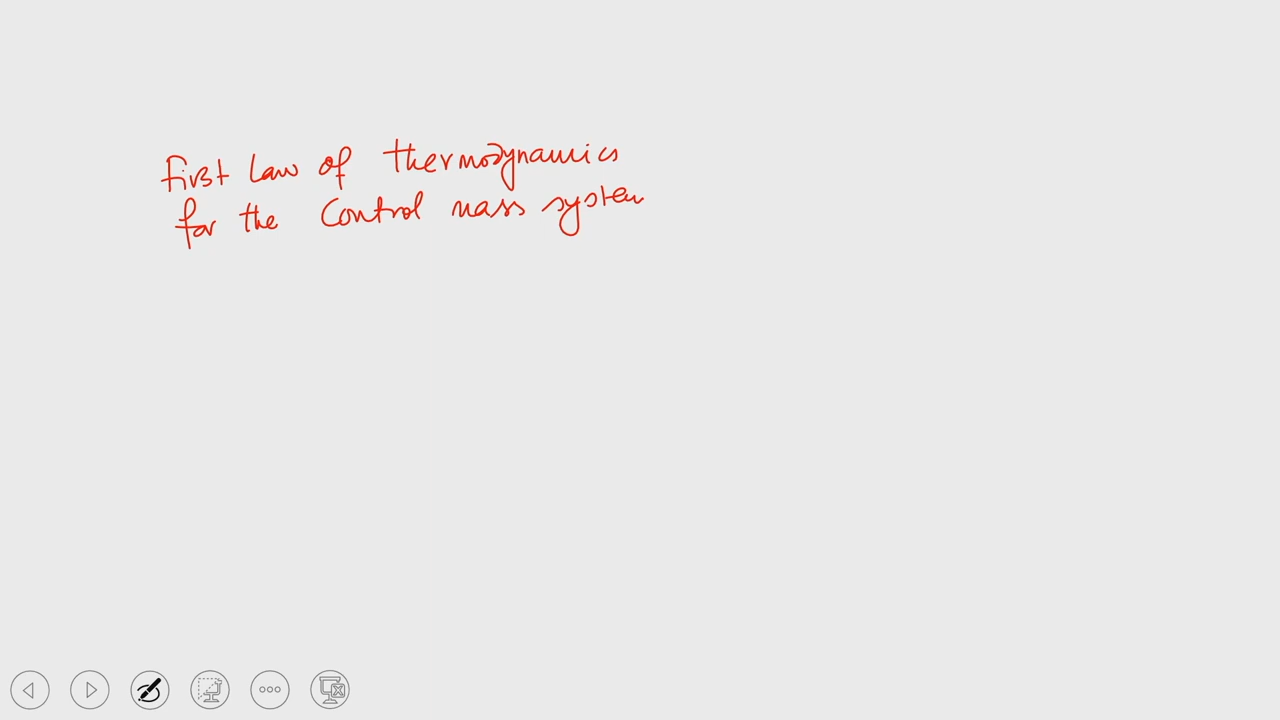 First Law of thermodynamics
for the Control mass system